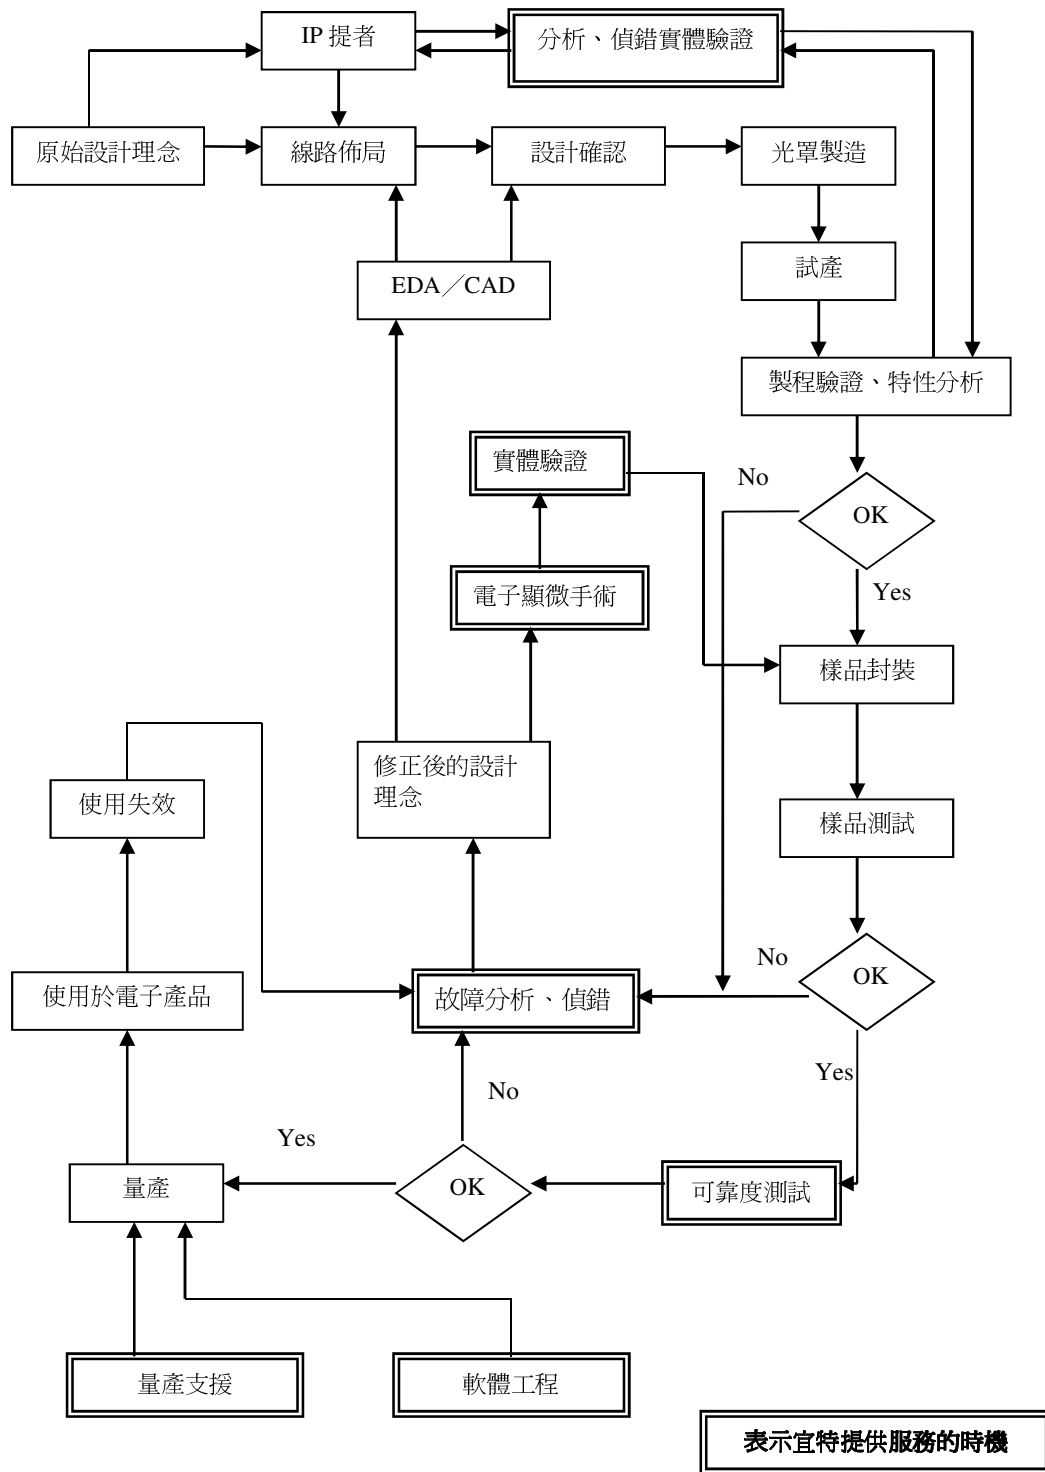 IP 提者
分析、偵錯實體驗證
原始設計理念
線路佈局
設計確認
光罩製造
試產
EDA／CAD
製程驗證、特性分析
實體驗證
No
OK
電子顯微手術
Yes
樣品封裝
修正後的設計
理念
使用失效
樣品測試
No
OK
使用於電子產品
故障分析、偵錯
Yes
No
Yes
量產
OK
可靠度測試
量產支援
軟體工程
表示宜特提供服務的時機